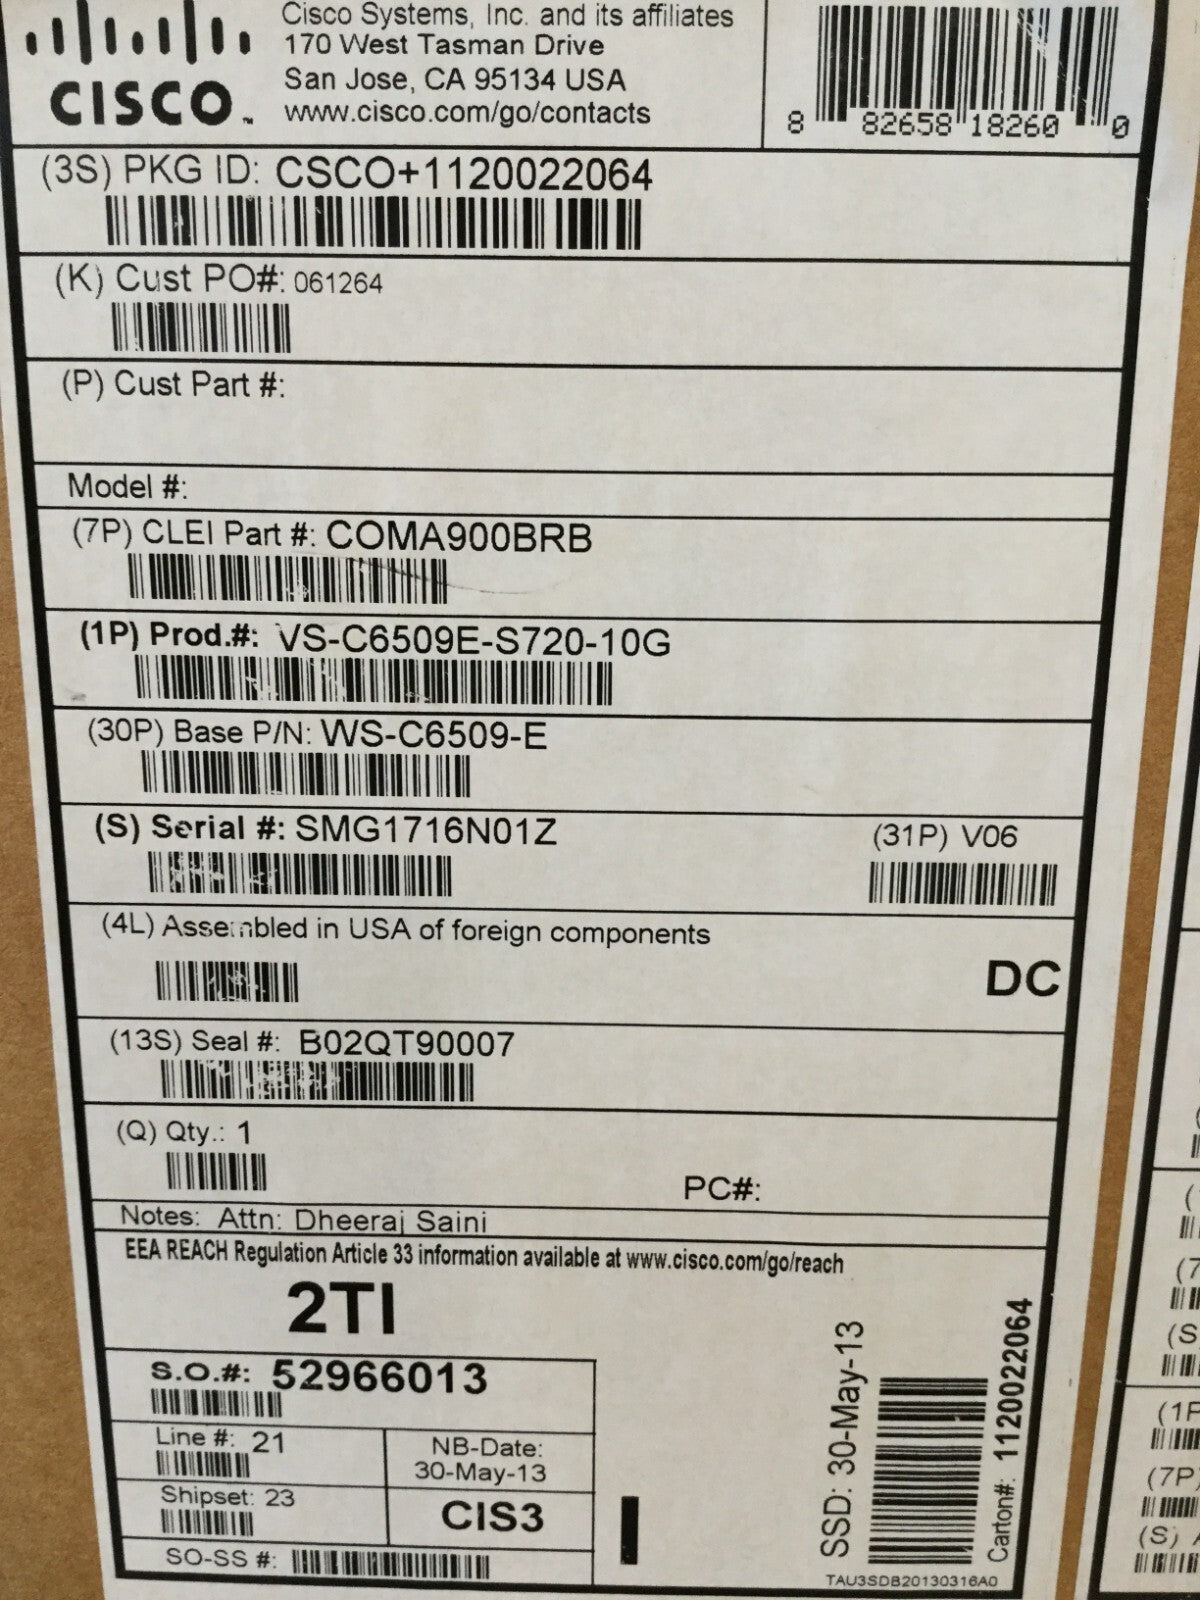 Cisco Systems, Inc. and its affiliates
170 West Tasman Drive
San Jose, CA 95134 USA
www.cisco.com/go/contacts
CISCO™
8 82658 18260 0
(3S) PKG ID: CSCO+1120022064
(K) Cust PO#: 061264
(P) Cust Part #:
Model #:
(7P) CLEI Part #: COMA900BRB
(1P) Prod.#: VS-C6509E-S720-10G
(30P) Base P/N: WS-C6509-E
(S) Serial #: SMG1716N01Z
(31P) V06
(4L) Assembled in USA of foreign components
DC
(13S) Seal #: B02QT90007
(Q) Qty.: 1
PC#:
Notes: Attn: Dheeraj Saini
EEA REACH Regulation Article 33 information available at www.cisco.com/go/reach
2TI
S.O.#: 52966013
Line #: 21
NB-Date:
30-May-13
Shipset: 23
CIS3
SO-SS #:
SSD: 30-May-13
Carton#: 1120022064
TAU3SDB20130316A0
(7
(S
(1P
(7P)
(S)